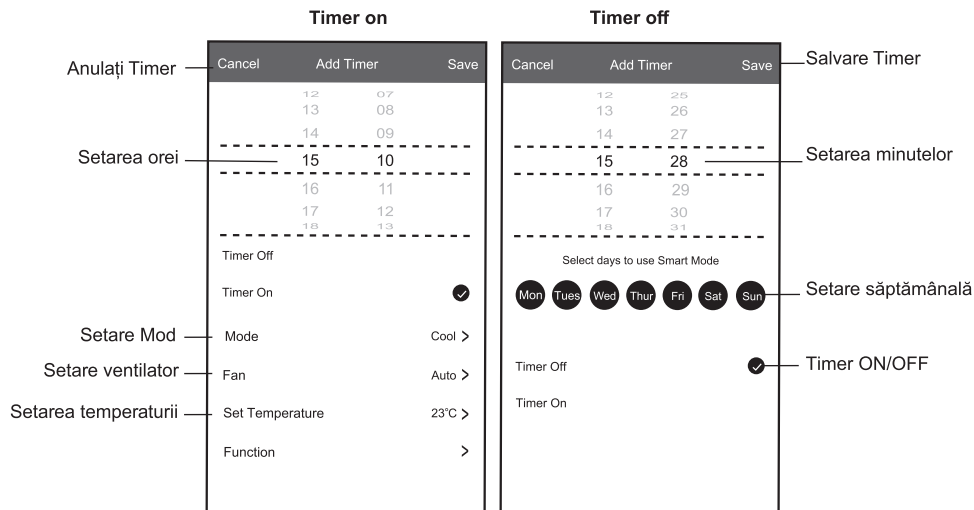 Timer on
Anulați Timer
Cancel Add Timer Save
12 07
13 08
14 09
Setarea orei
15 10
16 11
17 12
18 13
Timer Off
Timer On
Setare Mod
Mode Cool >
Setare ventilator
Fan Auto >
Setarea temperaturii
Set Temperature 23°C >
Function >
Timer off
Cancel Add Timer Save
Salvare Timer
12 25
13 26
14 27
15 28
Setarea minutelor
16 29
17 30
18 31
Select days to use Smart Mode
Mon Tues Wed Thur Fri Sat Sun
Setare săptămânală
Timer Off
Timer ON/OFF
Timer On